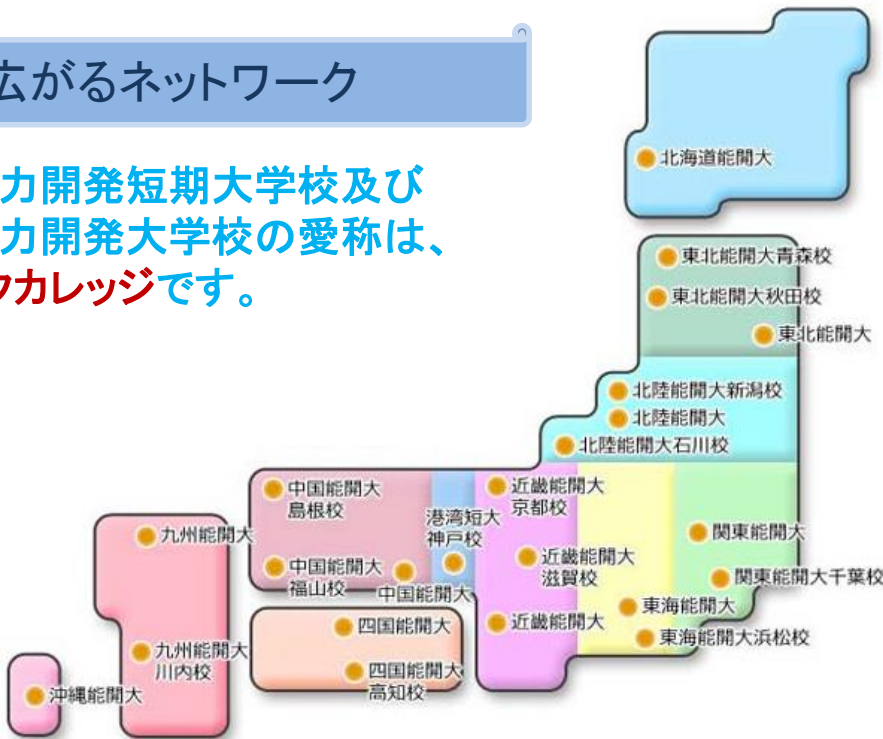 広がるネットワーク
力開発短期大学校及び
力開発大学校の愛称は、
クカレッジです。
北海道能開大
東北能開大青森校
東北能開大秋田校
東北能開大
北陸能開大新潟校
北陸能開大
北陸能開大石川校
中国能開大
島根校
港湾短大
神戸校
近畿能開大
京都校
九州能開大
関東能開大
中国能開大
福山校
中国能開大
近畿能開大
滋賀校
関東能開大千葉校
東海能開大
四国能開大
近畿能開大
東海能開大浜松校
九州能開大
川内校
四国能開大
高知校
沖縄能開大